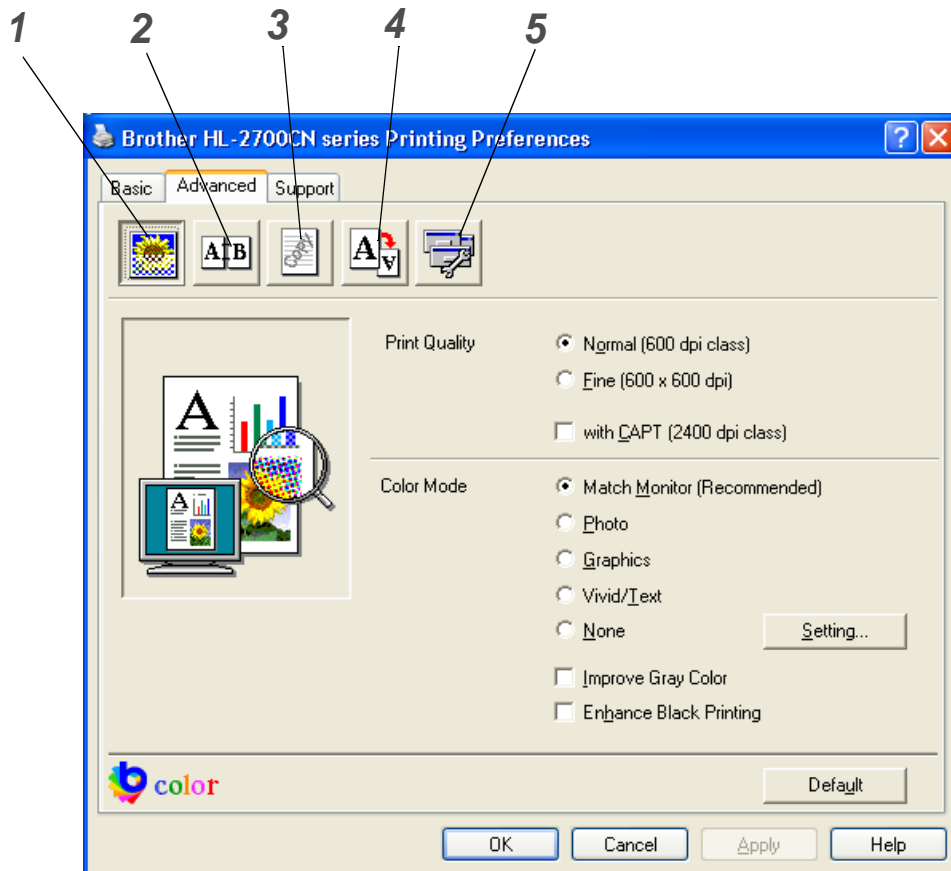 1 2 3 4 5
Brother HL-2700CN series Printing Preferences
Basic Advanced Support
A B COPY A A
Print Quality
Normal (600 dpi class)
Fine (600 x 600 dpi)
with CAPT (2400 dpi class)
A
A
Color Mode
Match Monitor (Recommended)
Photo
Graphics
Vivid/Text
None Setting...
Improve Gray Color
Enhance Black Printing
color Default
OK Cancel Apply Help